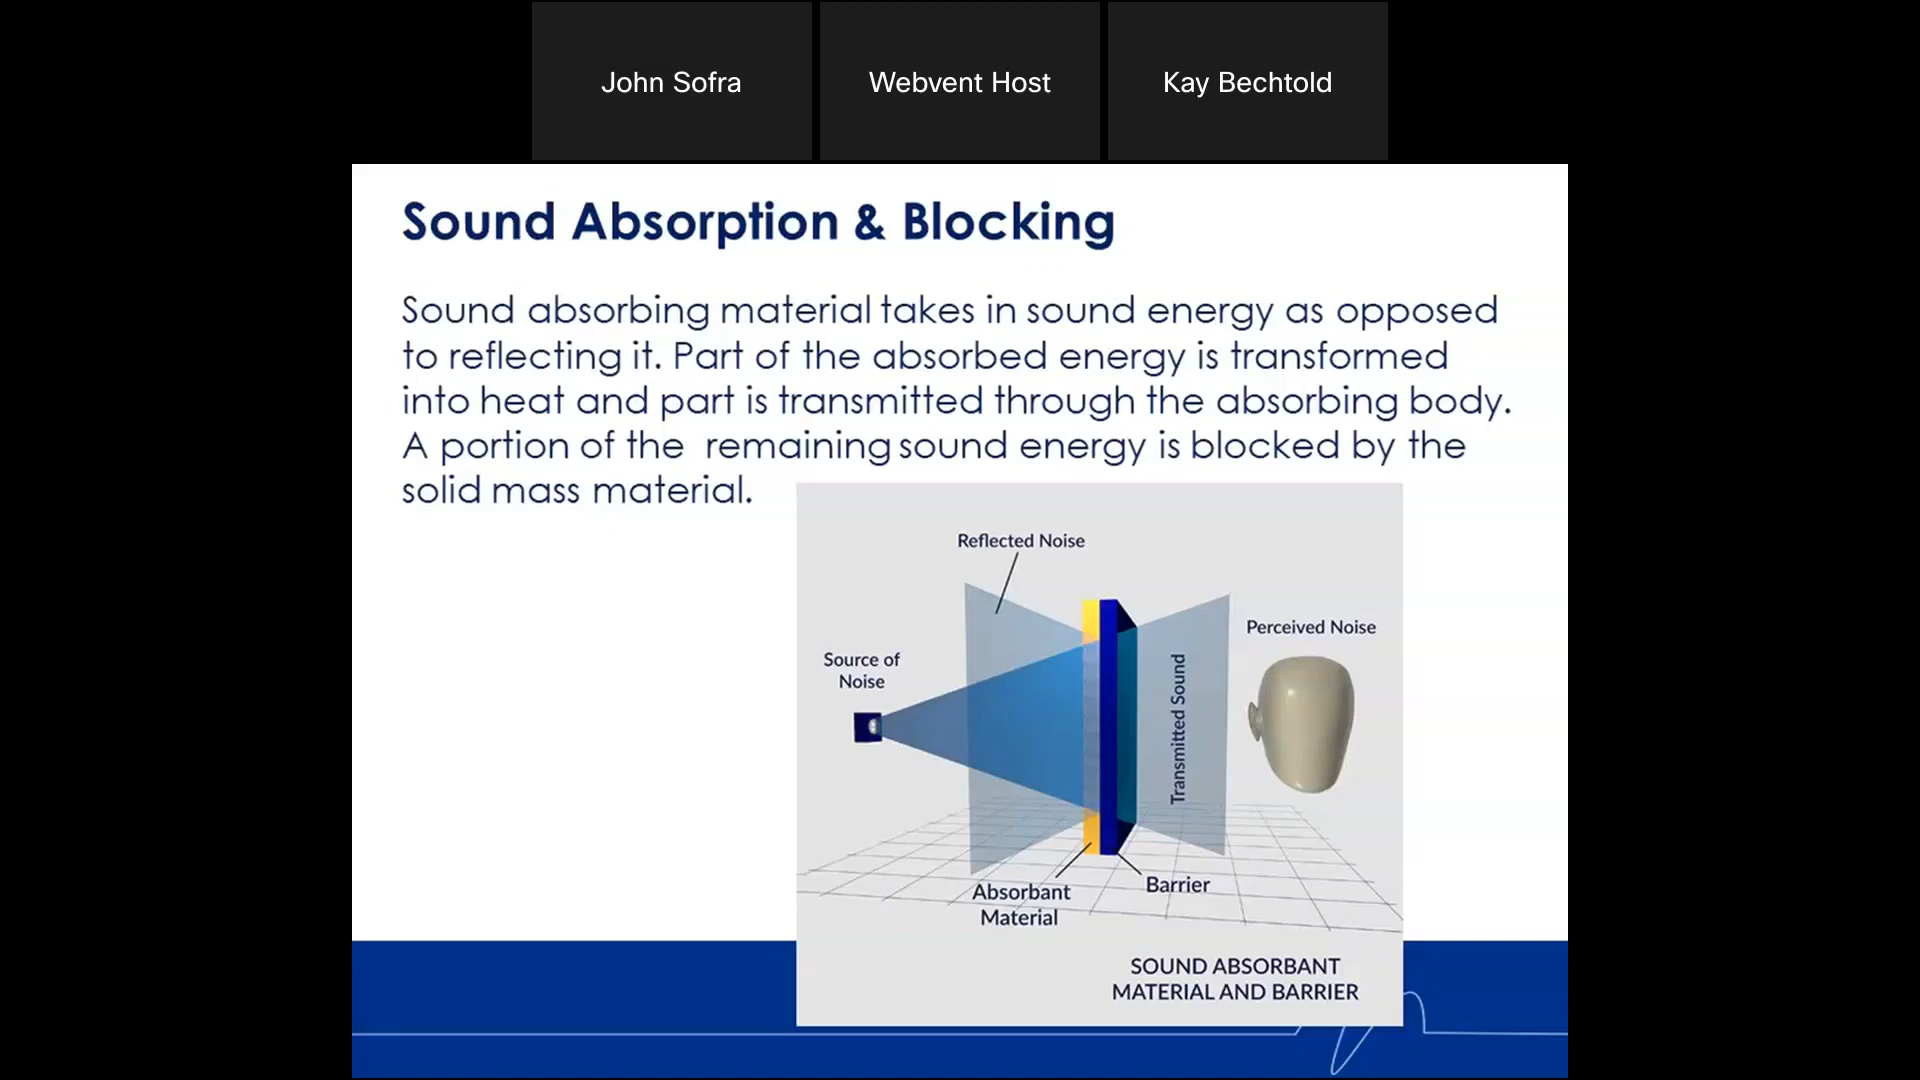 John Sofra
Webvent Host
Kay Bechtold
Sound Absorption & Blocking
Sound absorbing material takes in sound energy as opposed
to reflecting it. Part of the absorbed energy is transformed
into heat and part is transmitted through the absorbing body.
A portion of the remaining sound energy is blocked by the
solid mass material.
Reflected Noise
Source of
Noise
Perceived Noise
Transmitted Sound
Absorbant
Material
Barrier
SOUND ABSORBANT
MATERIAL AND BARRIER